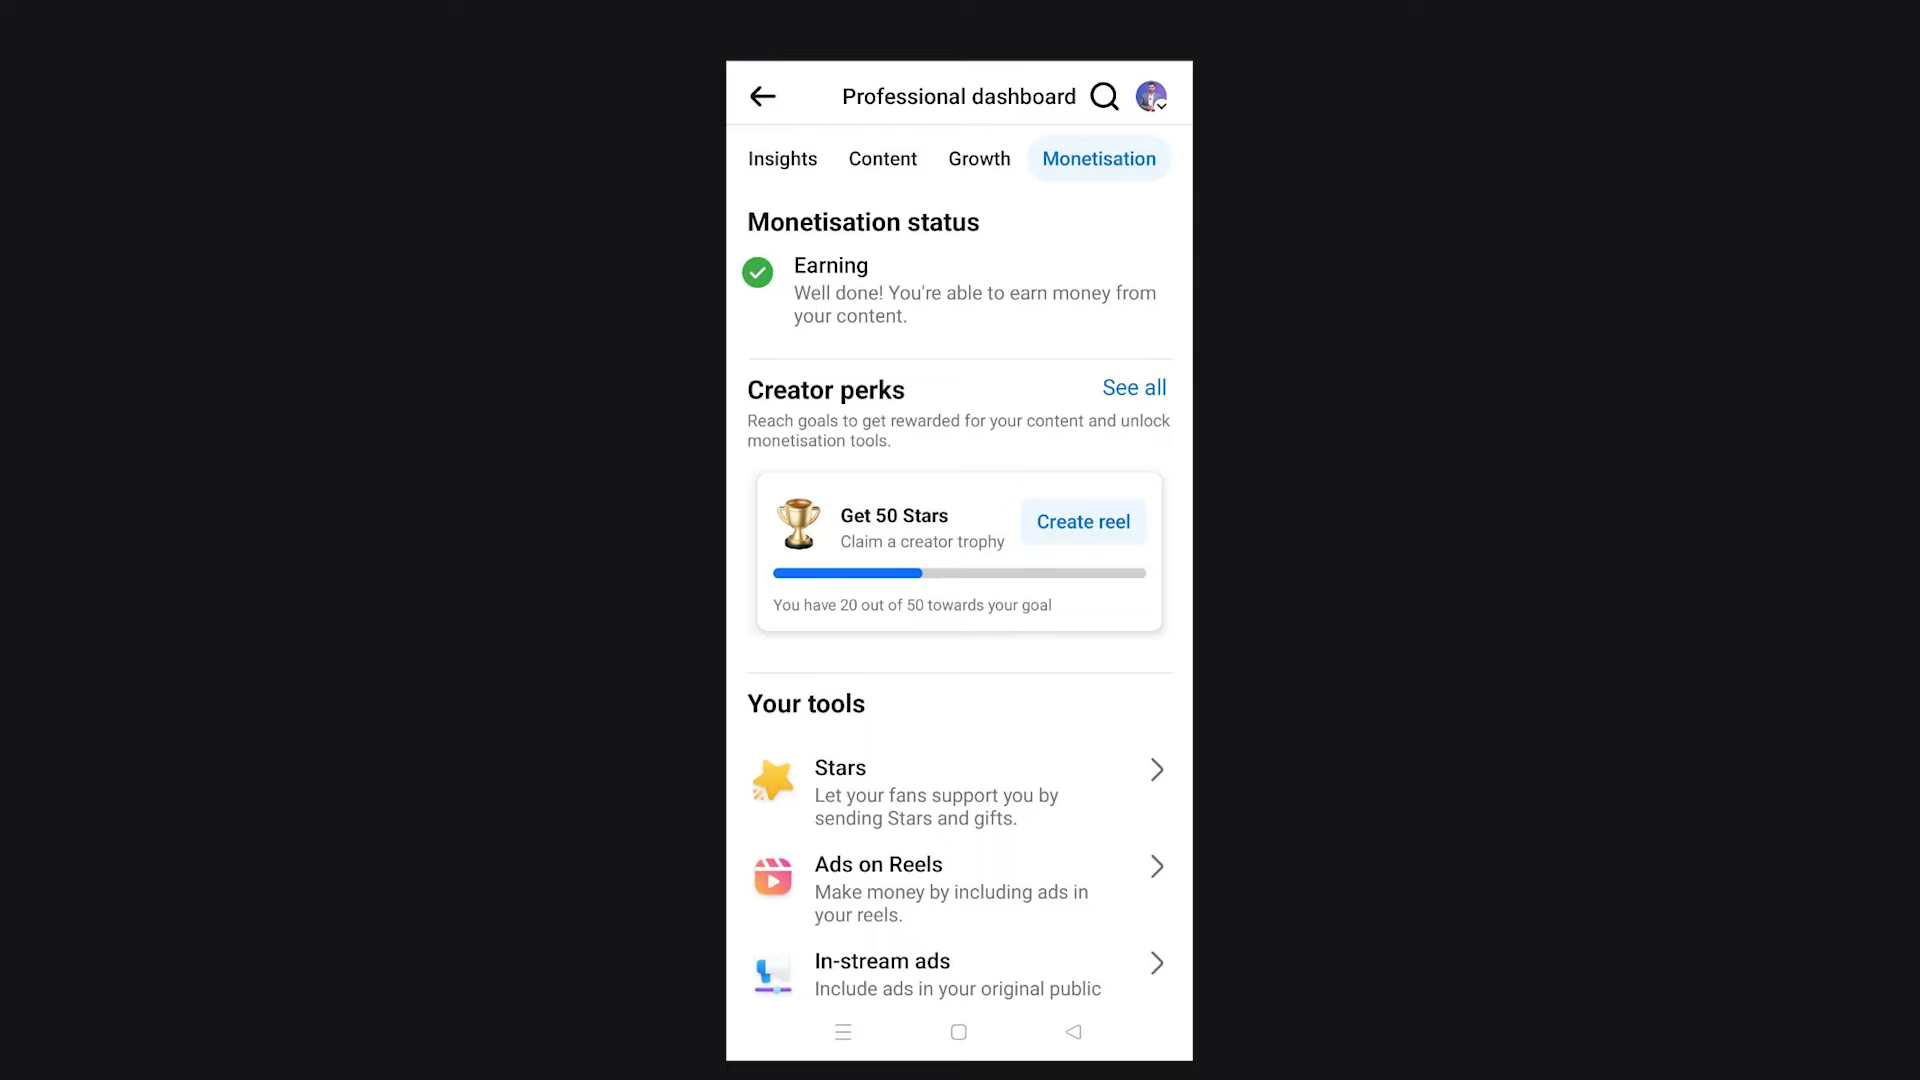 Professional dashboard
Insights Content Growth Monetisation
Monetisation status
Earning
Well done! You're able to earn money from
your content.
Creator perks See all
Reach goals to get rewarded for your content and unlock
monetisation tools.
Get 50 Stars
Create reel
Claim a creator trophy
You have 20 out of 50 towards your goal
Your tools
Stars
Let your fans support you by
sending Stars and gifts.
Ads on Reels
Make money by including ads in
your reels.
In-stream ads
Include ads in your original public